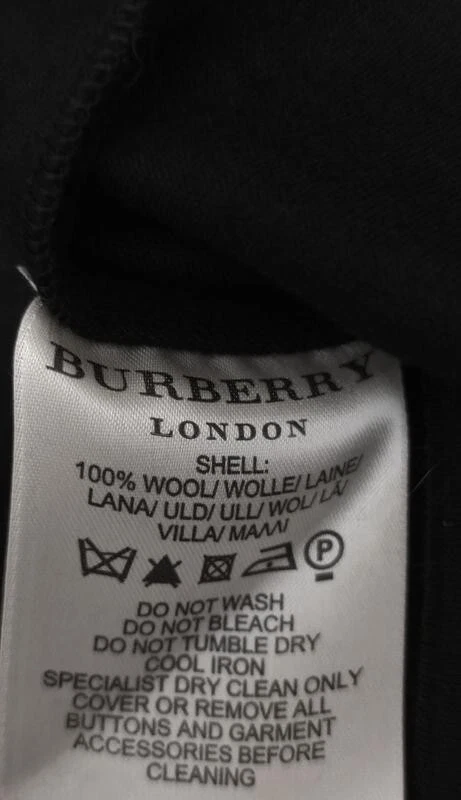 BURBERRY
LONDON
SHELL:
100% WOOL/ WOLLE/ LAINE/
LANA/ ULD/ ULL/ WOL/ LÃ/
VILLA/ ΜΑΛΛΙ
P
DO NOT WASH
DO NOT BLEACH
DO NOT TUMBLE DRY
COOL IRON
SPECIALIST DRY CLEAN ONLY
COVER OR REMOVE ALL
BUTTONS AND GARMENT
ACCESSORIES BEFORE
CLEANING